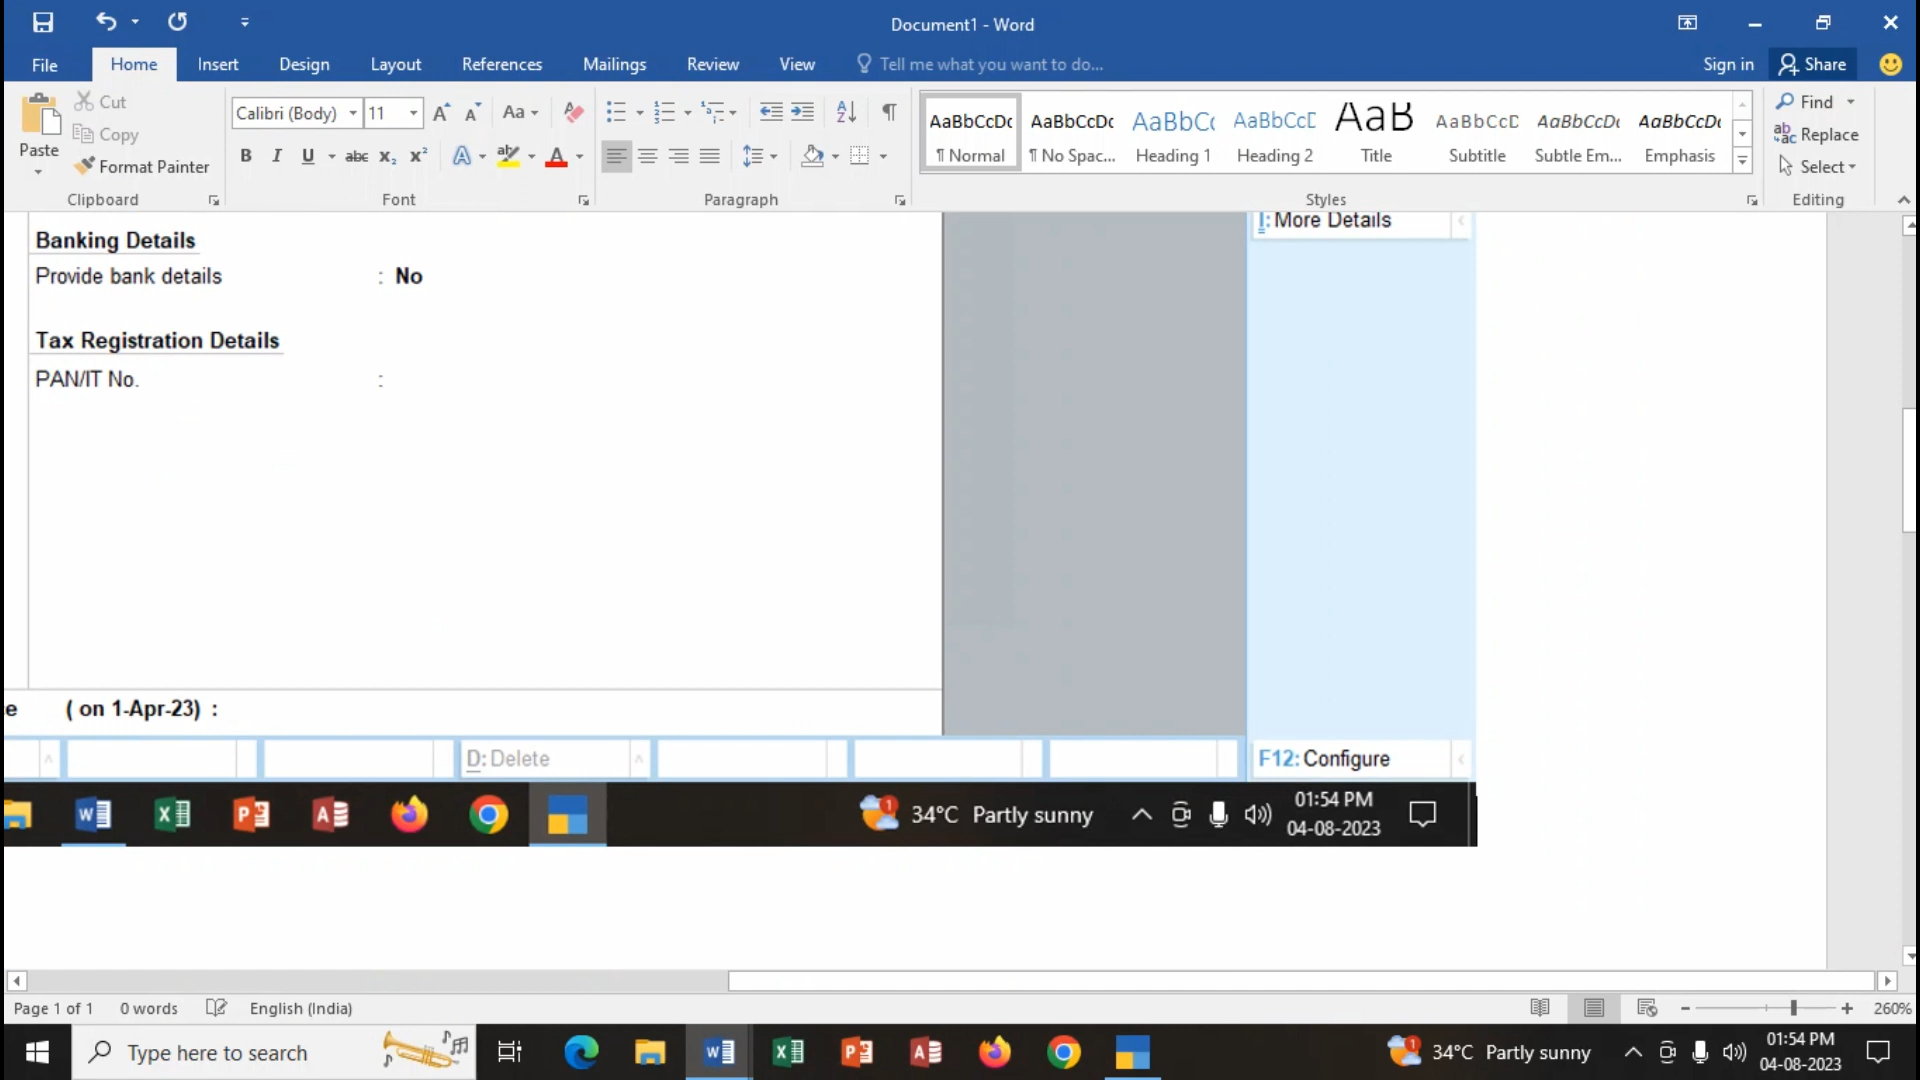 Document1 - Word
File Home Insert Design Layout References Mailings Review View Tell me what you want to do... Sign in Share
Paste Cut Copy Format Painter
Clipboard
Calibri (Body) 11
Font
Paragraph
AaBbCcDc AaBbCcDc AaBbC AaBbCcD AaB AaBbCcD AaBbCcDc AaBbCcDc
¶ Normal ¶ No Spac... Heading 1 Heading 2 Title Subtitle Subtle Em... Emphasis
Styles
Find
Replace
Select
Editing
Banking Details
Provide bank details : No
Tax Registration Details
PAN/IT No. :
I: More Details
e ( on 1-Apr-23) :
D: Delete
F12: Configure
34°C Partly sunny
01:54 PM
04-08-2023
Page 1 of 1 0 words English (India) 260%
Type here to search
34°C Partly sunny
01:54 PM
04-08-2023